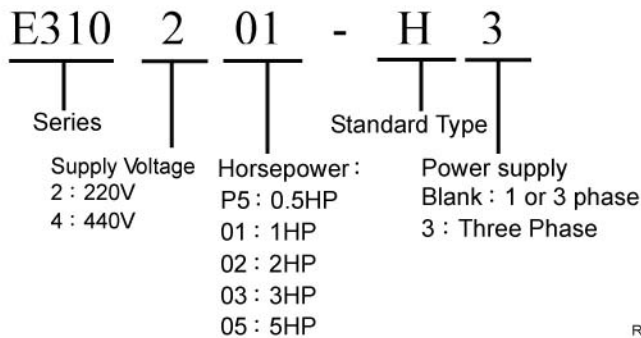 E310 2 01 - H 3
Series
Standard Type
Supply Voltage
2 : 220V
4 : 440V
Horsepower :
P5 : 0.5HP
01 : 1HP
02 : 2HP
03 : 3HP
05 : 5HP
Power supply
Blank : 1 or 3 phase
3 : Three Phase
R